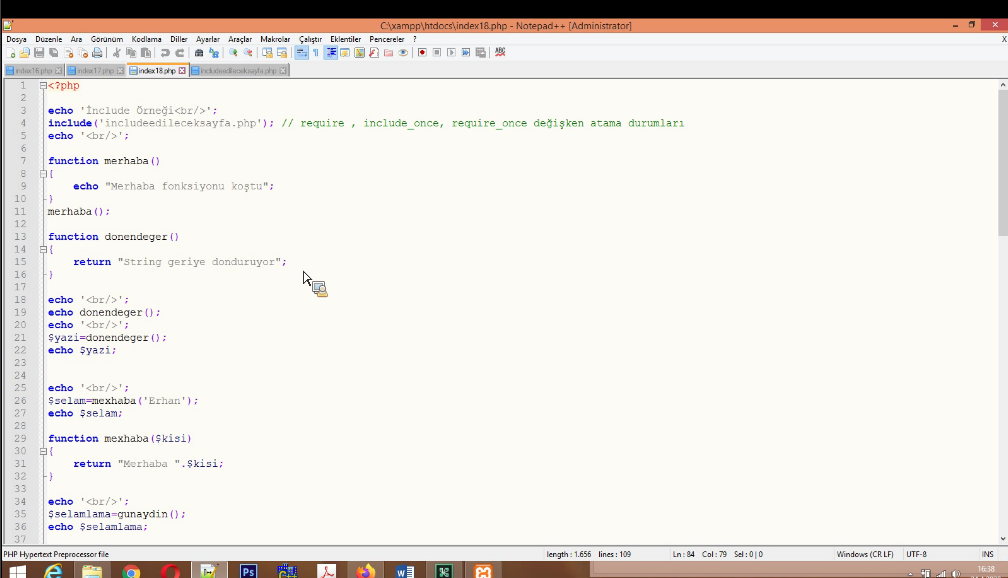 C:\xampp\htdocs\index18.php - Notepad++ [Administrator]
Dosya Düzenle Ara Görünüm Kodlama Diller Ayarlar Araçlar Makrolar Çalıştır Eklentiler Pencereler ?
X
index16.php index17.php index18.php includeedileceksayfa.php
1 <?php
2
3 echo 'İnclude Örneği<br/>';
4 include('includeedileceksayfa.php'); // require , include_once, require_once değişken atama durumları
5 echo '<br/>';
6
7 function merhaba()
8 {
9 echo "Merhaba fonksiyonu koştu";
10 }
11 merhaba();
12
13 function donendeger()
14 {
15 return "String geriye donduruyor";
16 }
17
18 echo '<br/>';
19 echo donendeger();
20 echo '<br/>';
21 $yazi=donendeger();
22 echo $yazi;
23
24
25 echo '<br/>';
26 $selam=mexhaba('Erhan');
27 echo $selam;
28
29 function mexhaba($kisi)
30 {
31 return "Merhaba ".$kisi;
32 }
33
34 echo '<br/>';
35 $selamlama=gunaydin();
36 echo $selamlama;
37
PHP Hypertext Preprocessor file length : 1.656 lines : 109 Ln : 84 Col : 79 Sel : 0 | 0 Windows (CR LF) UTF-8 INS
Ps
16:38